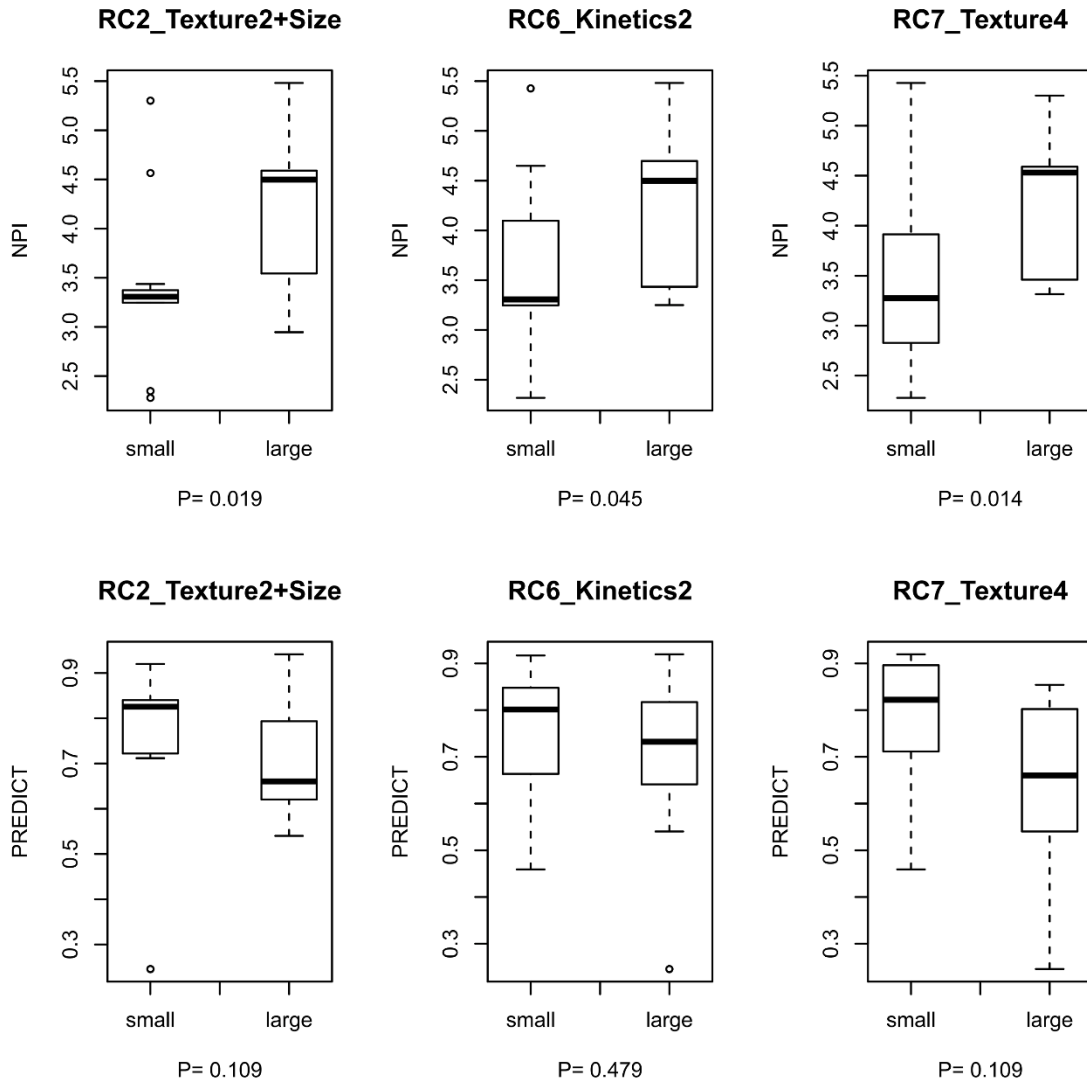 RC2_Texture2+Size
NPI
5.5
5.0
4.5
4.0
3.5
3.0
2.5
small large
P= 0.019
RC6_Kinetics2
NPI
5.5
5.0
4.5
4.0
3.5
3.0
2.5
small large
P= 0.045
RC7_Texture4
NPI
5.5
5.0
4.5
4.0
3.5
3.0
2.5
small large
P= 0.014
RC2_Texture2+Size
PREDICT
0.9
0.7
0.5
0.3
small large
P= 0.109
RC6_Kinetics2
PREDICT
0.9
0.7
0.5
0.3
small large
P= 0.479
RC7_Texture4
PREDICT
0.9
0.7
0.5
0.3
small large
P= 0.109